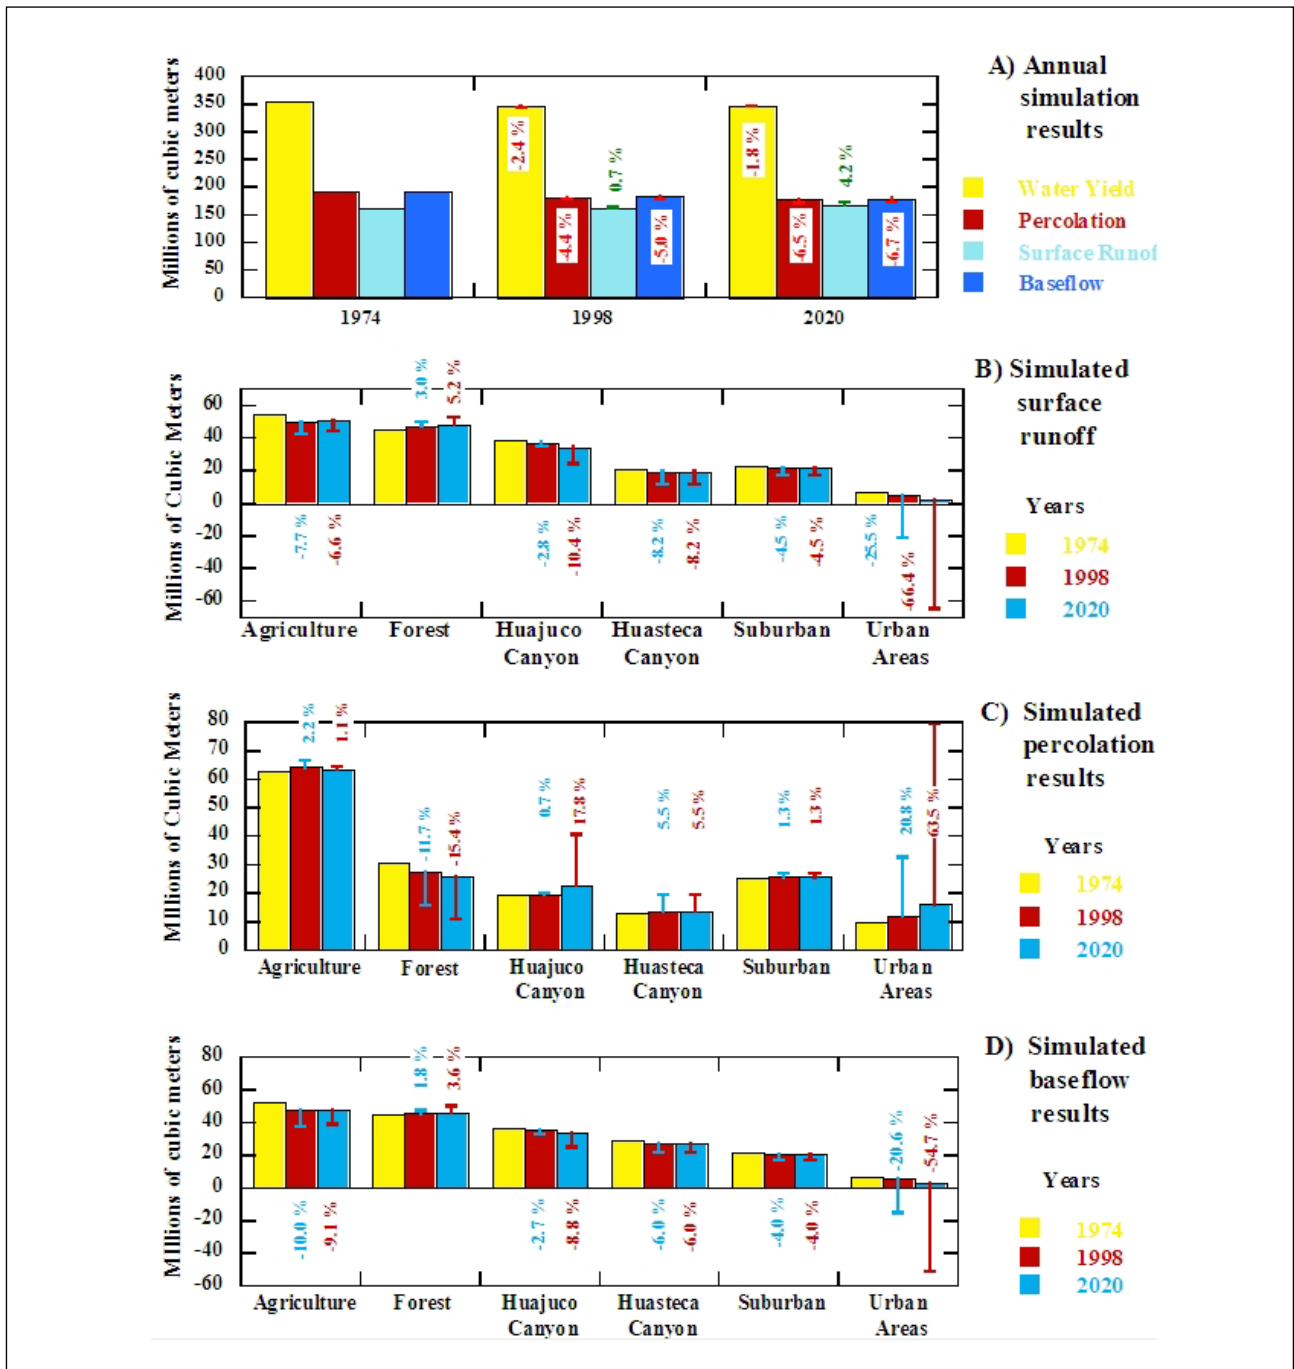 A) Annual
simulation
results
Millions of cubic meters
400
350
300
250
200
150
100
50
0
-2.4 %
-4.4 %
0.7 %
-5.0 %
-1.8 %
-6.5 %
4.2 %
-6.7 %
1974
1998
2020
Water Yield
Percolation
Surface Runof
Baseflow
B) Simulated
surface
runoff
Millions of Cubic Meters
60
40
20
0
-20
-40
-60
-7.7 %
-6.6 %
3.0 %
5.2 %
-2.8 %
-10.4 %
-8.2 %
-8.2 %
-4.5 %
-4.5 %
-25.5 %
-66.4 %
Agriculture
Forest
Huajuco
Canyon
Huasteca
Canyon
Suburban
Urban
Areas
Years
1974
1998
2020
C) Simulated
percolation
results
MIllions of Cubic Meters
80
70
60
50
40
30
20
10
0
2.2 %
1.1 %
-11.7 %
-15.4 %
0.7 %
17.8 %
5.5 %
5.5 %
1.3 %
1.3 %
20.8 %
63.5 %
Agriculture
Forest
Huajuco
Canyon
Huasteca
Canyon
Suburban
Urban
Areas
Years
1974
1998
2020
D) Simulated
baseflow
results
MIllions of cubic meters
80
60
40
20
0
-20
-40
-60
-10.0 %
-9.1 %
1.8 %
3.6 %
-2.7 %
-8.8 %
-6.0 %
-6.0 %
-4.0 %
-4.0 %
-20.6 %
-54.7 %
Agriculture
Forest
Huajuco
Canyon
Huasteca
Canyon
Suburban
Urban
Areas
Years
1974
1998
2020